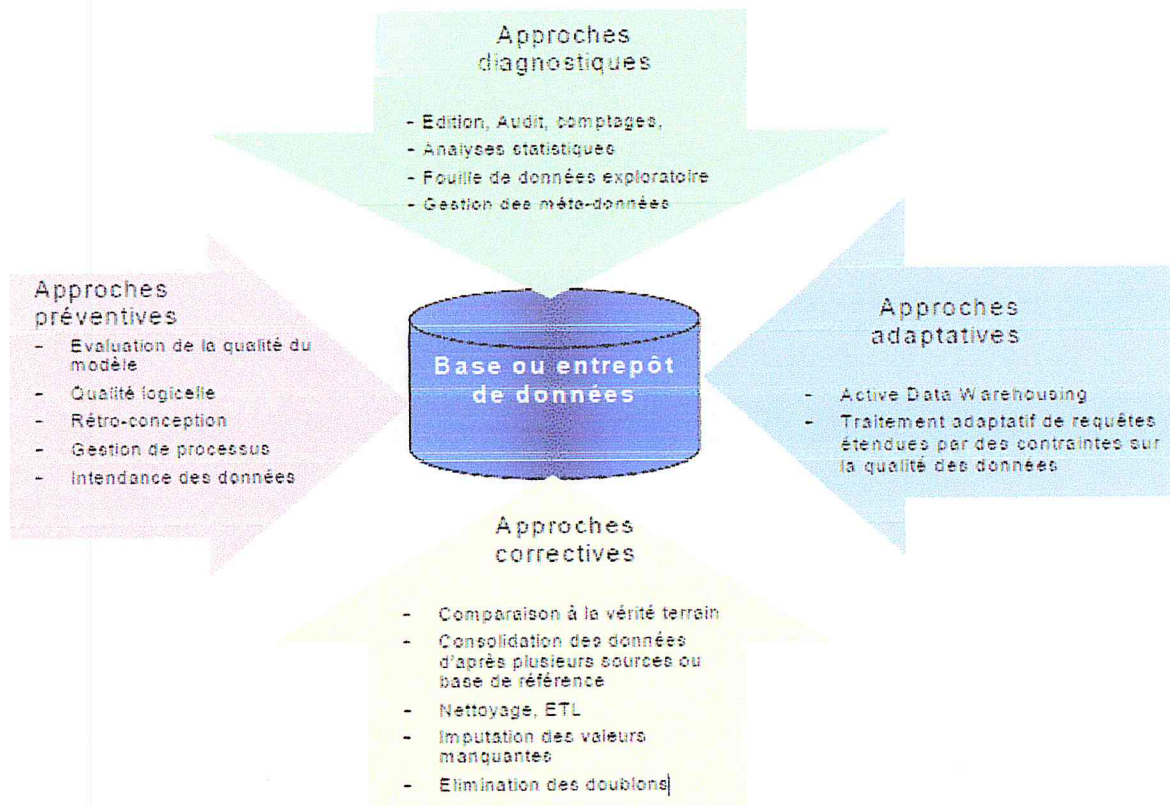 Approches
diagnostiques
- Edition, Audit, comptages,
- Analyses statistiques
- Fouille de données exploratoire
- Gestion des méta-données
Approches
préventives
- Evaluation de la qualité du
modèle
- Qualité logicelle
- Rétro-conception
- Gestion de processus
- Intendance des données
Base ou entrepôt
de données
Approches
adaptatives
- Active Data Warehousing
- Traitement adaptatif de requêtes
étendues par des contraintes sur
la qualité des données
Approches
correctives
- Comparaison à la vérité terrain
- Consolidation des données
d'après plusieurs sources ou
base de référence
- Nettoyage, ETL
- Imputation des valeurs
manquantes
- Elimination des doublons